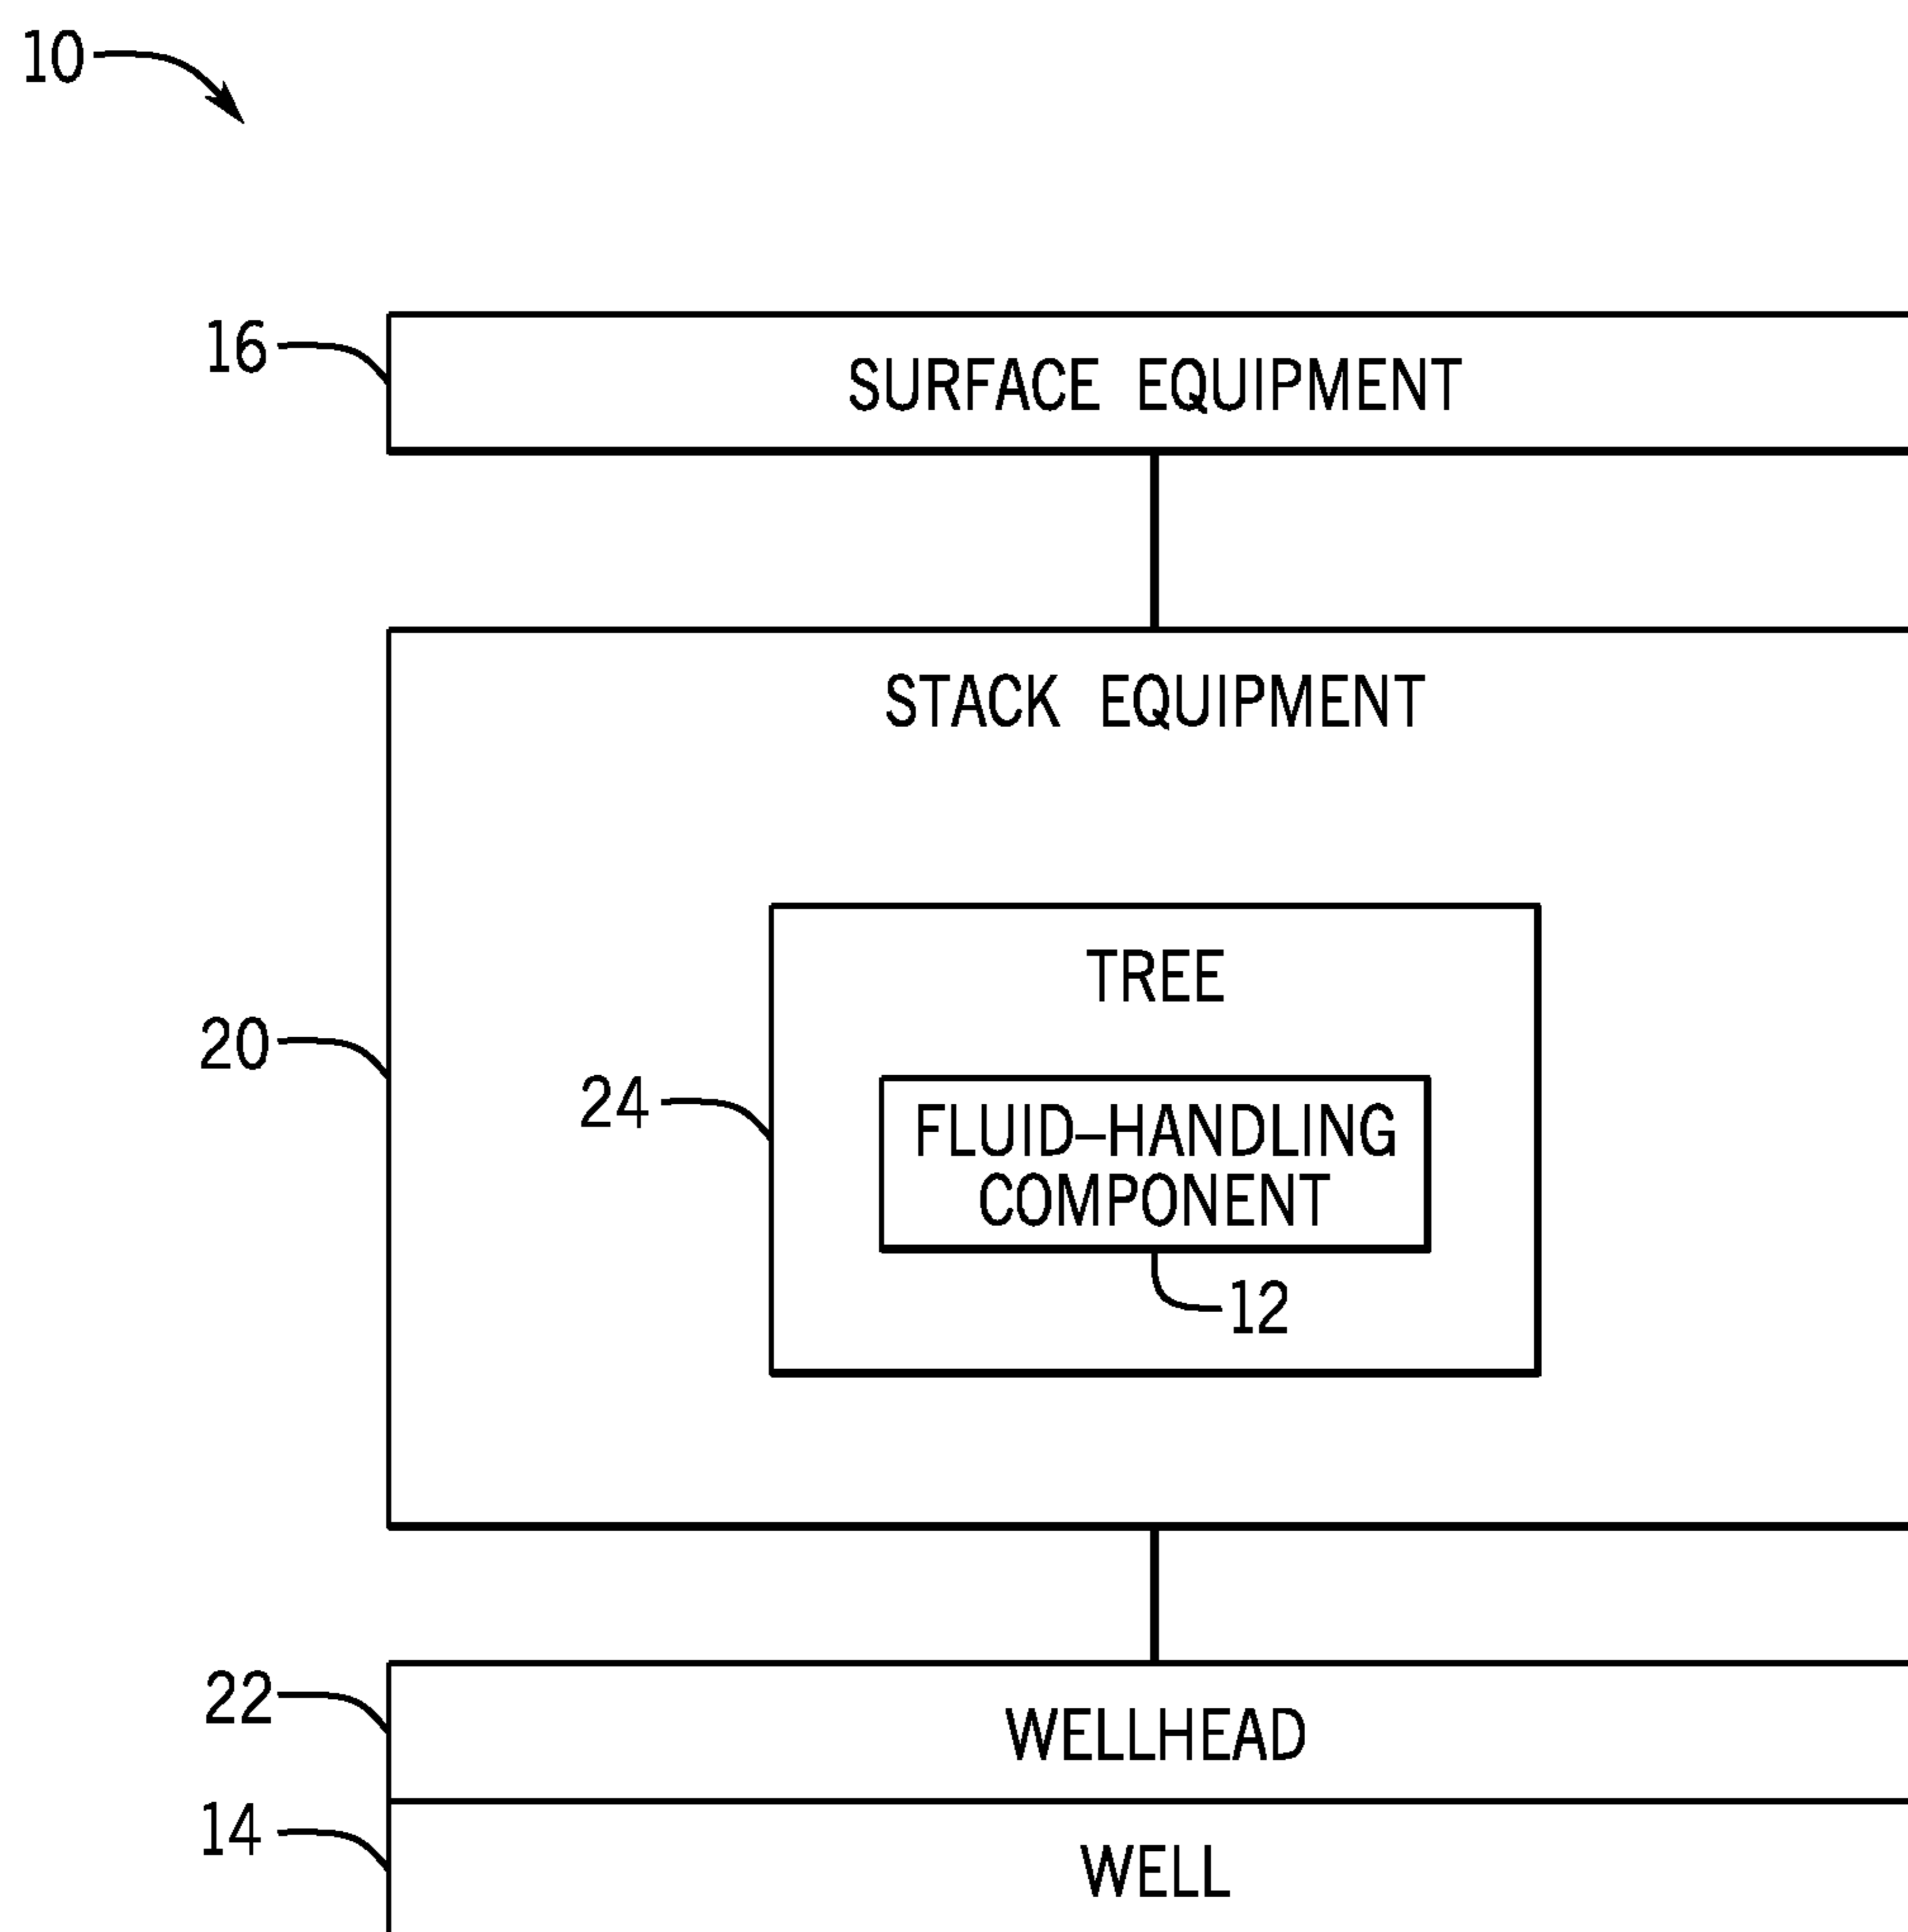 10
16
SURFACE EQUIPMENT
STACK EQUIPMENT
TREE
20
24
FLUID–HANDLING
COMPONENT
12
22
WELLHEAD
14
WELL